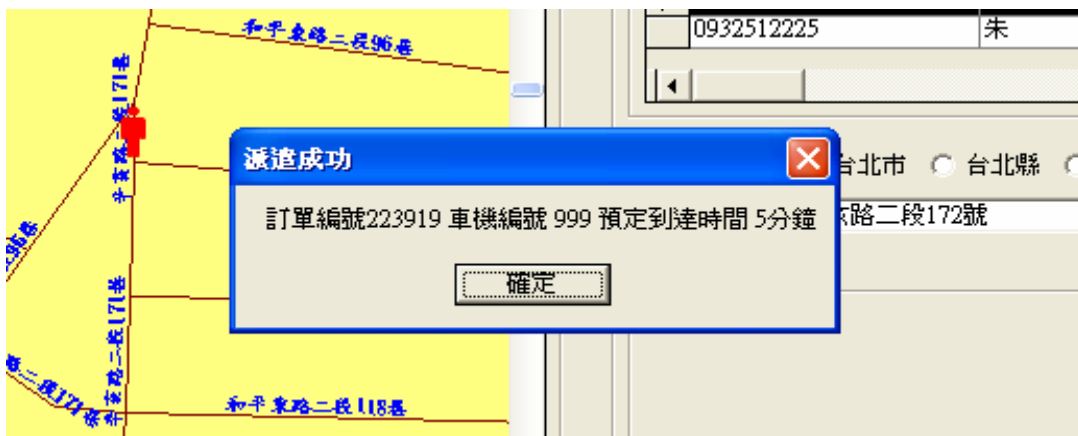 和平東路二段96巷
0932512225 朱
辛亥路二段171巷
派遣成功
台北市 台北縣
訂單編號223919 車機編號 999 預定到達時間 5分鐘
路二段172號
確定
辛亥路二段171巷
和平東路二段118巷